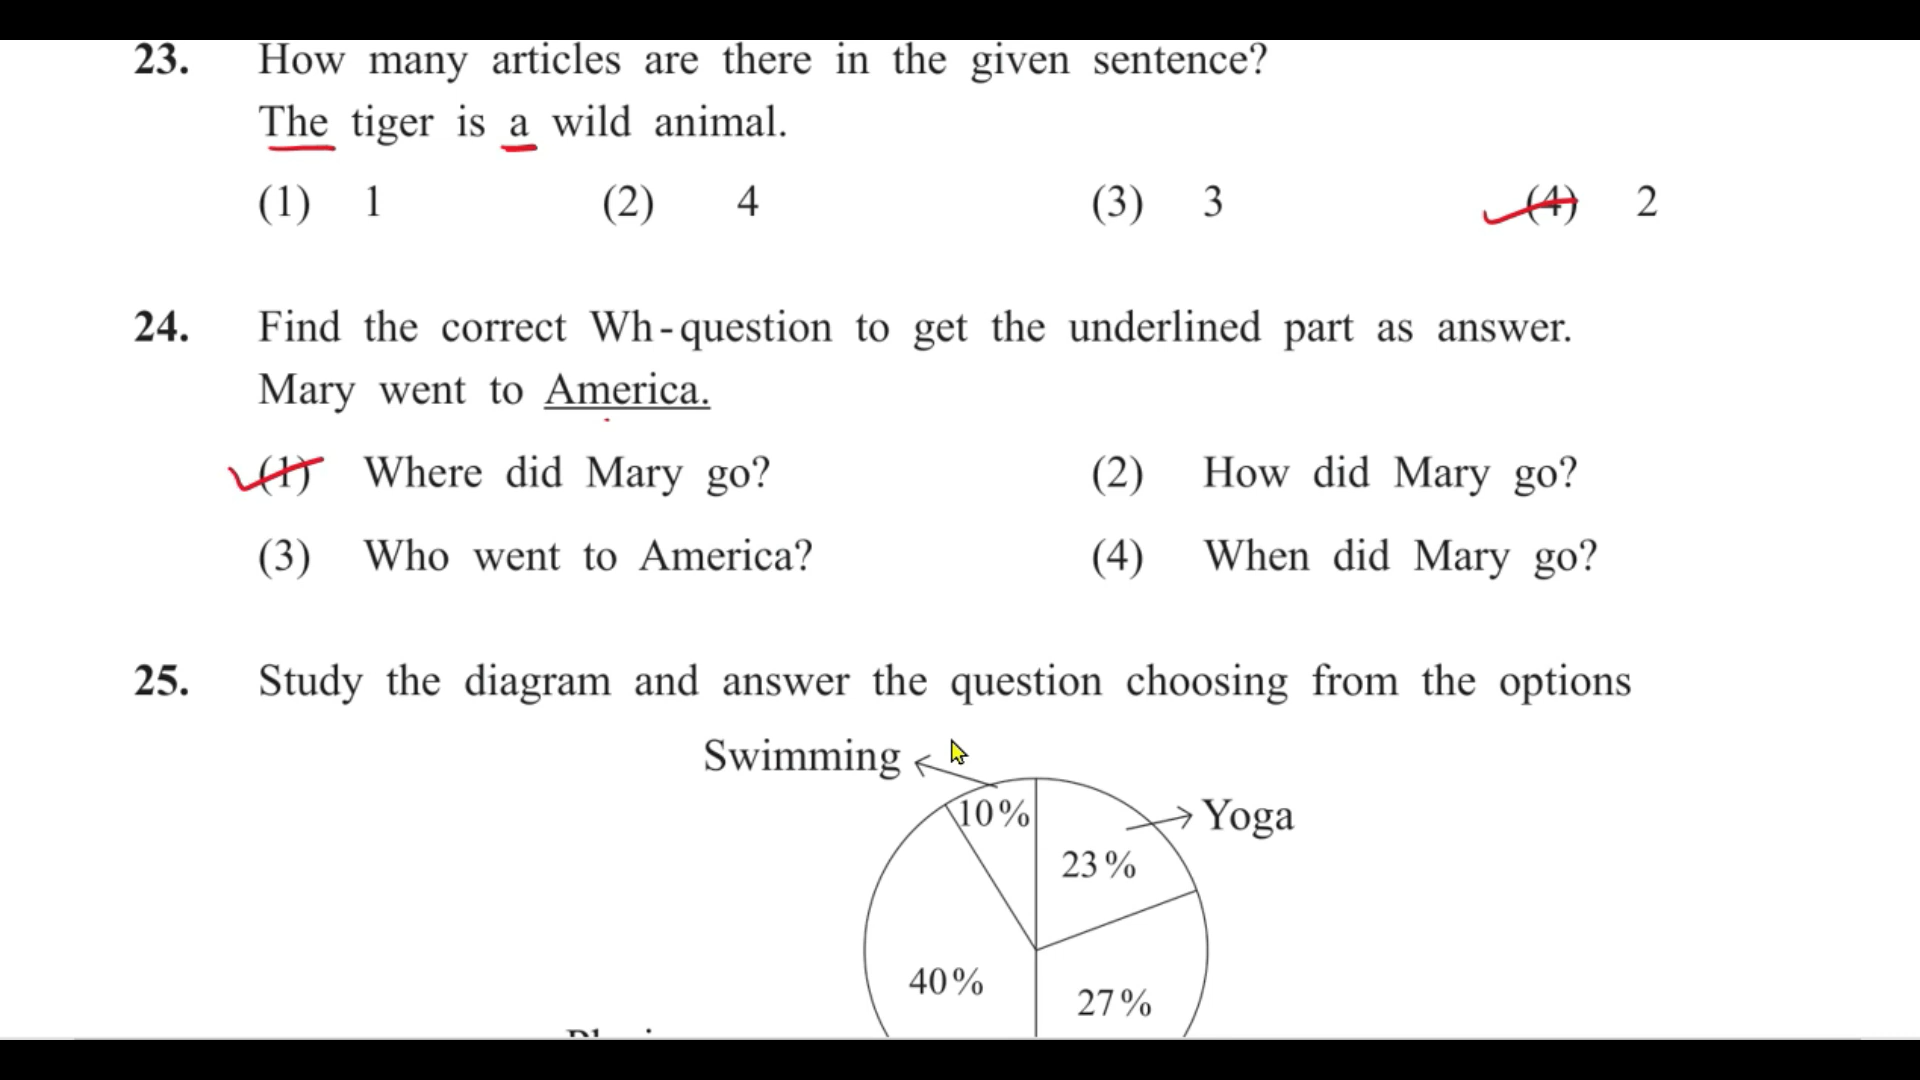 23. How many articles are there in the given sentence?
The tiger is a wild animal.
(1) 1 (2) 4 (3) 3 (4) 2
24. Find the correct Wh-question to get the underlined part as answer.
Mary went to America.
(1) Where did Mary go? (2) How did Mary go?
(3) Who went to America? (4) When did Mary go?
25. Study the diagram and answer the question choosing from the options
Swimming
10%
Yoga
23%
40%
27%